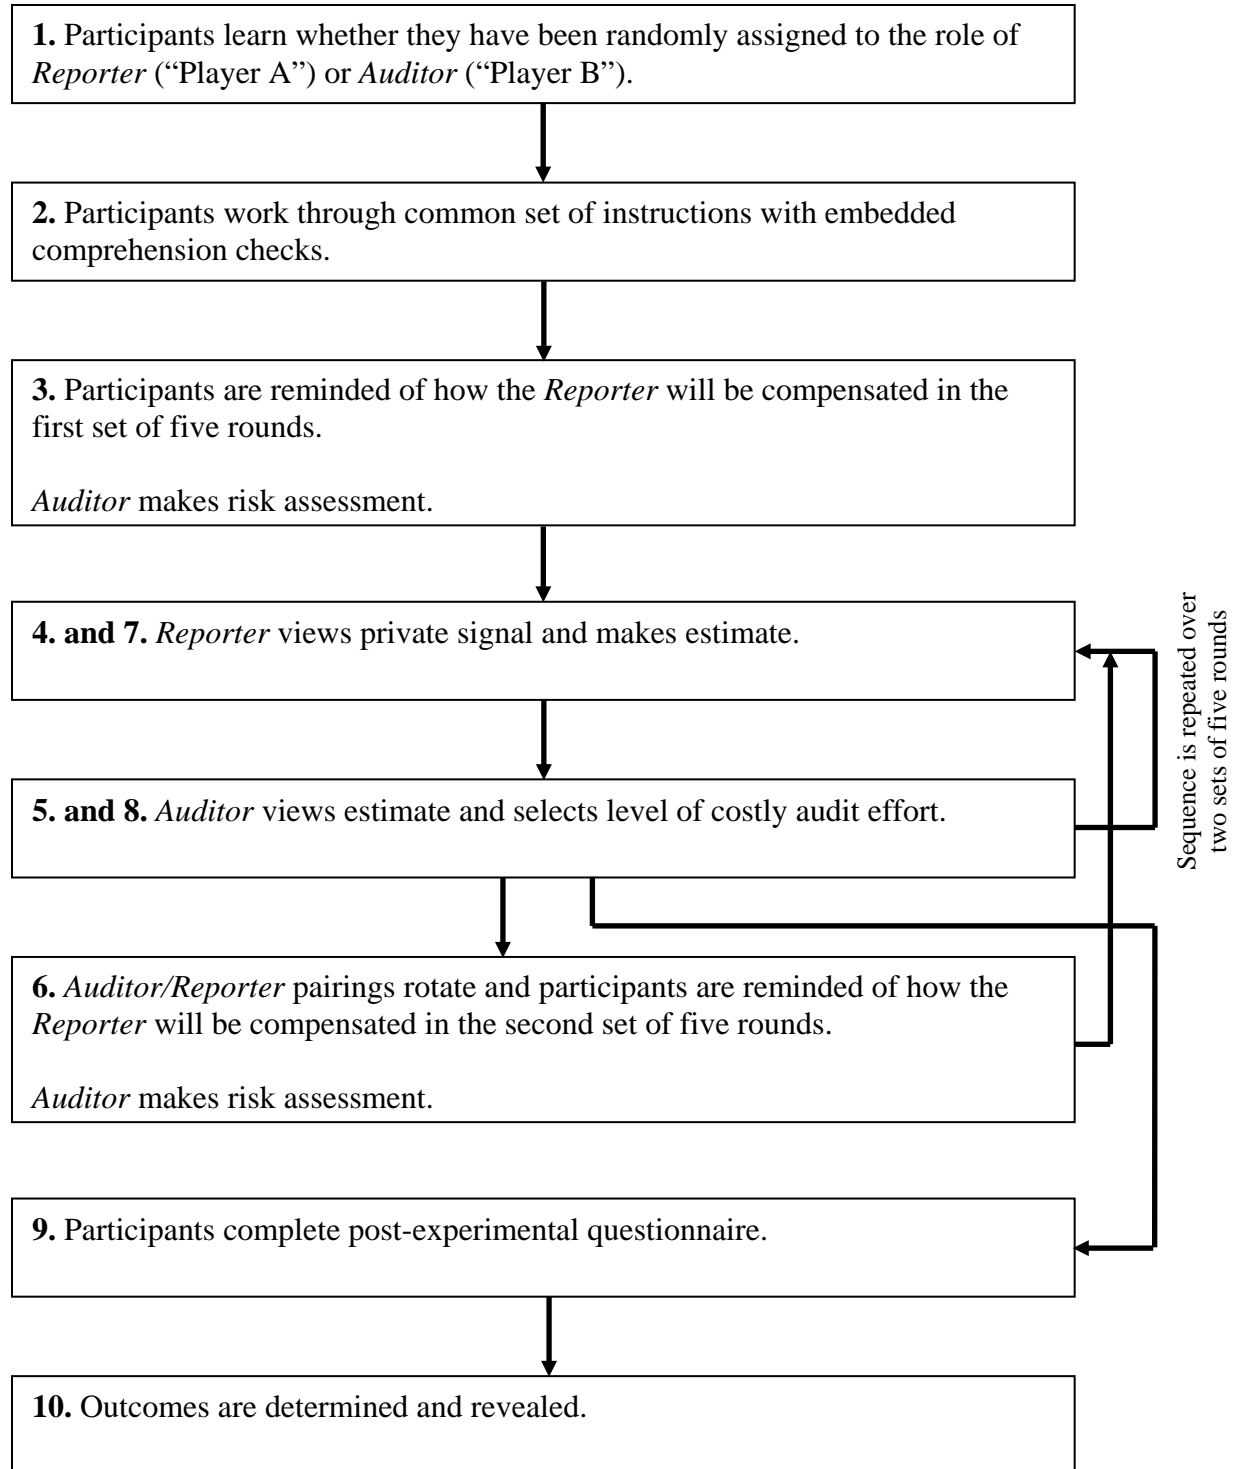 1. Participants learn whether they have been randomly assigned to the role of
Reporter (“Player A”) or Auditor (“Player B”).
2. Participants work through common set of instructions with embedded
comprehension checks.
3. Participants are reminded of how the Reporter will be compensated in the
first set of five rounds.
Auditor makes risk assessment.
4. and 7. Reporter views private signal and makes estimate.
5. and 8. Auditor views estimate and selects level of costly audit effort.
Sequence is repeated over
two sets of five rounds
6. Auditor/Reporter pairings rotate and participants are reminded of how the
Reporter will be compensated in the second set of five rounds.
Auditor makes risk assessment.
9. Participants complete post-experimental questionnaire.
10. Outcomes are determined and revealed.